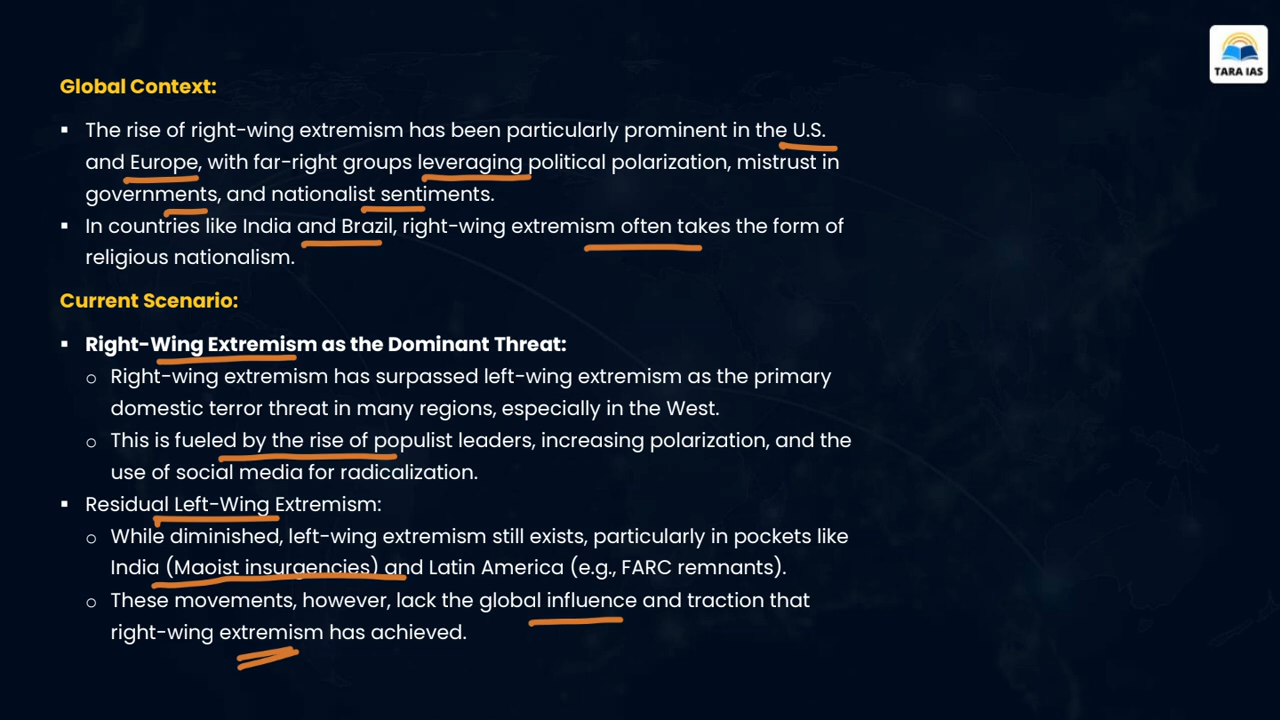 TARA IAS
Global Context:
▪ The rise of right-wing extremism has been particularly prominent in the U.S.
and Europe, with far-right groups leveraging political polarization, mistrust in
governments, and nationalist sentiments.
▪ In countries like India and Brazil, right-wing extremism often takes the form of
religious nationalism.
Current Scenario:
▪ Right-Wing Extremism as the Dominant Threat:
○ Right-wing extremism has surpassed left-wing extremism as the primary
domestic terror threat in many regions, especially in the West.
○ This is fueled by the rise of populist leaders, increasing polarization, and the
use of social media for radicalization.
▪ Residual Left-Wing Extremism:
○ While diminished, left-wing extremism still exists, particularly in pockets like
India (Maoist insurgencies) and Latin America (e.g., FARC remnants).
○ These movements, however, lack the global influence and traction that
right-wing extremism has achieved.